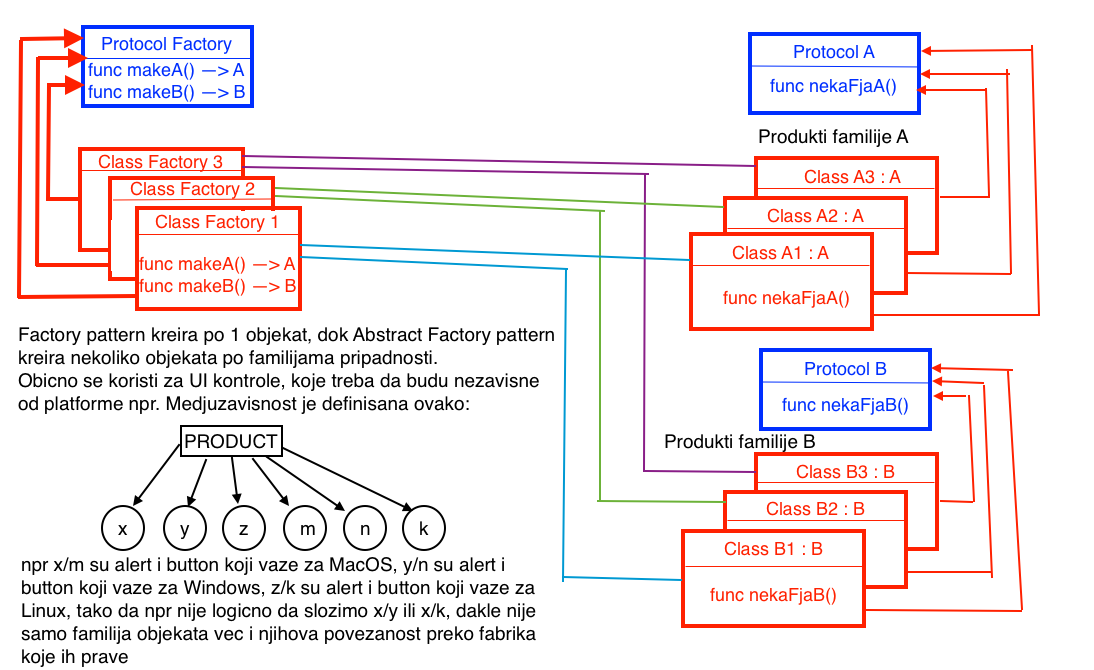 Protocol Factory
func makeA() —> A
func makeB() —> B
Class Factory 3
Class Factory 2
Class Factory 1
func makeA() —> A
func makeB() —> B
Protocol A
func nekaFjaA()
Produkti familije A
Class A3 : A
Class A2 : A
Class A1 : A
func nekaFjaA()
Protocol B
func nekaFjaB()
Produkti familije B
Class B3 : B
Class B2 : B
Class B1 : B
func nekaFjaB()
Factory pattern kreira po 1 objekat, dok Abstract Factory pattern
kreira nekoliko objekata po familijama pripadnosti.
Obicno se koristi za UI kontrole, koje treba da budu nezavisne
od platforme npr. Medjuzavisnost je definisana ovako:
PRODUCT
x y z m n k
npr x/m su alert i button koji vaze za MacOS, y/n su alert i
button koji vaze za Windows, z/k su alert i button koji vaze za
Linux, tako da npr nije logicno da slozimo x/y ili x/k, dakle nije
samo familija objekata vec i njihova povezanost preko fabrika
koje ih prave